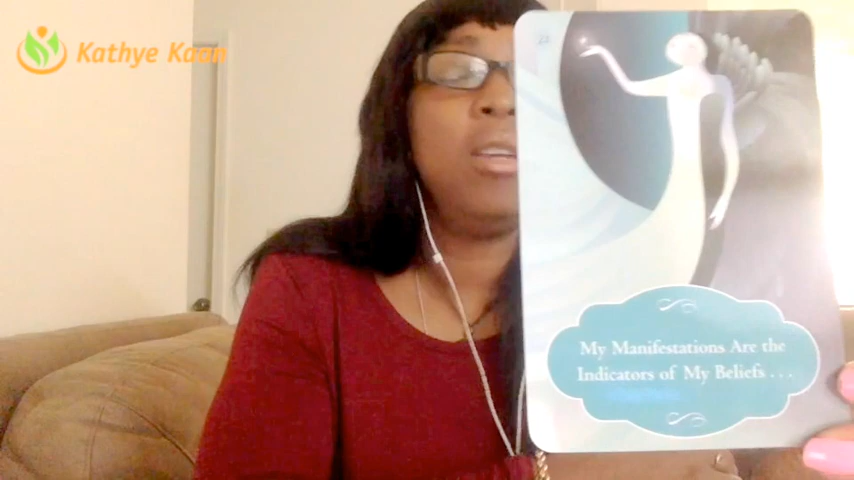 Kathye Kaan
My Manifestations Are the
Indicators of My Beliefs . . .